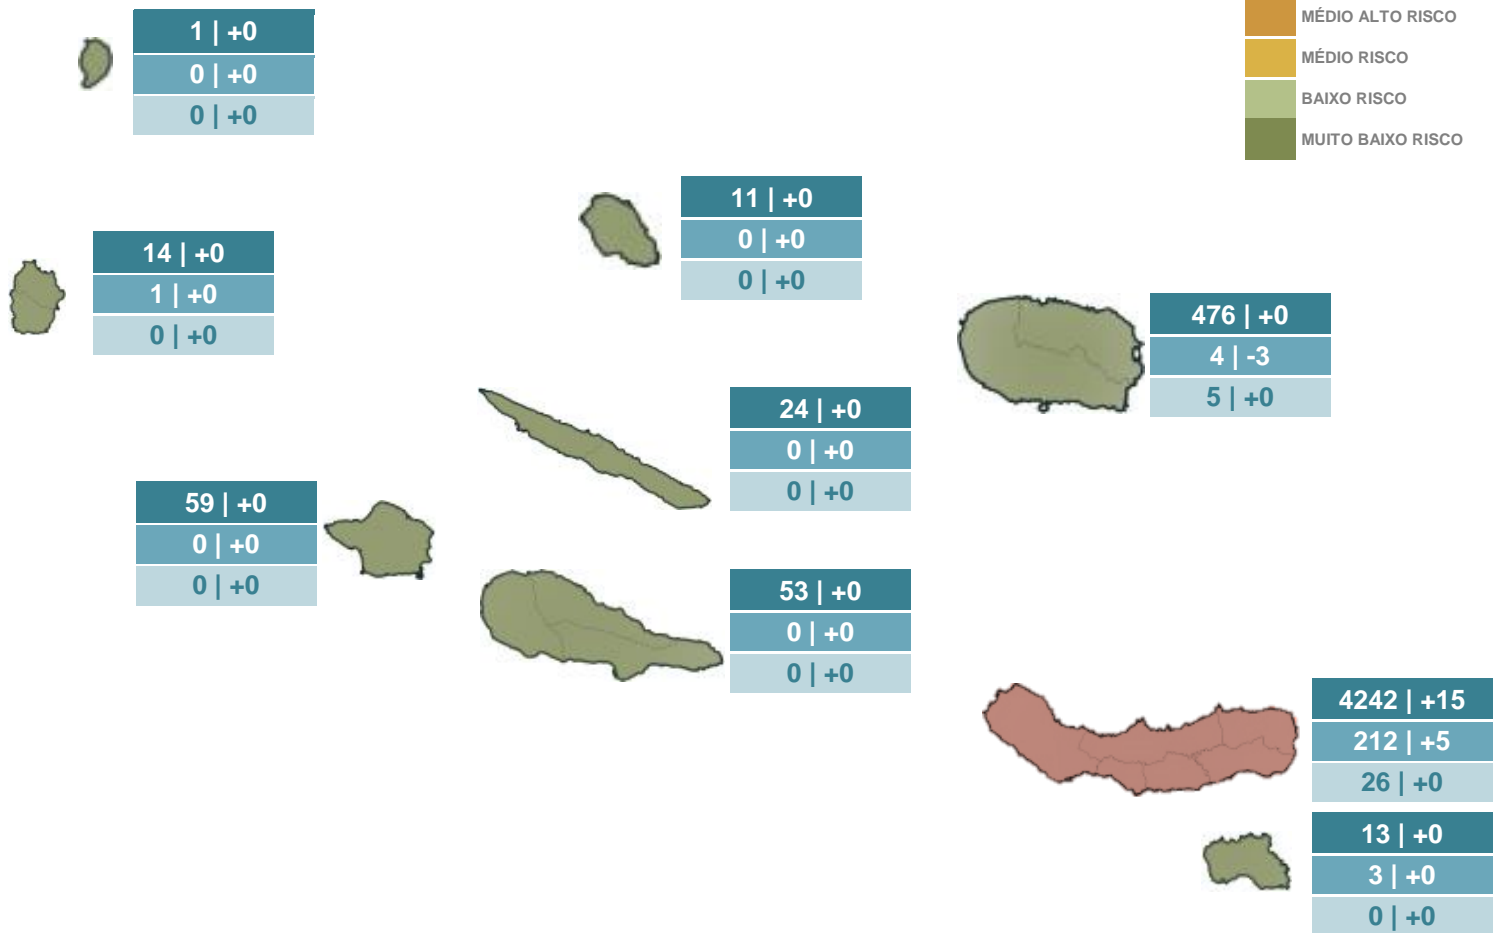 1 | +0
0 | +0
0 | +0
MÉDIO ALTO RISCO
MÉDIO RISCO
BAIXO RISCO
MUITO BAIXO RISCO
11 | +0
0 | +0
0 | +0
14 | +0
1 | +0
0 | +0
476 | +0
4 | -3
5 | +0
24 | +0
0 | +0
0 | +0
59 | +0
0 | +0
0 | +0
53 | +0
0 | +0
0 | +0
4242 | +15
212 | +5
26 | +0
13 | +0
3 | +0
0 | +0